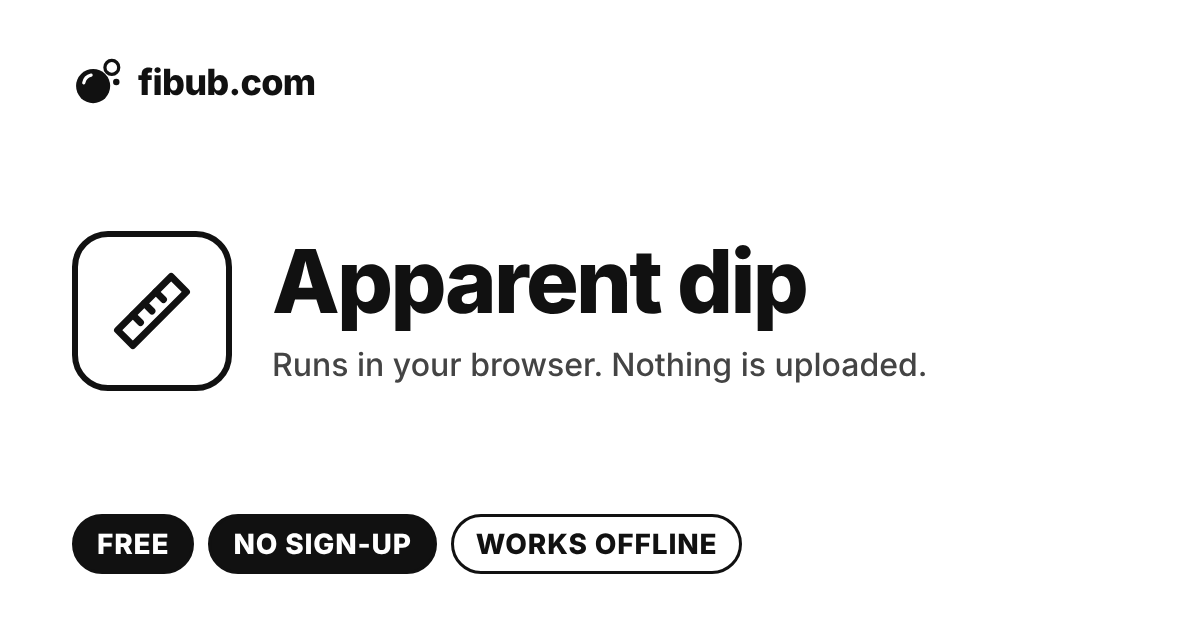 fibub.com
Apparent dip
Runs in your browser. Nothing is uploaded.
FREE
NO SIGN-UP
WORKS OFFLINE